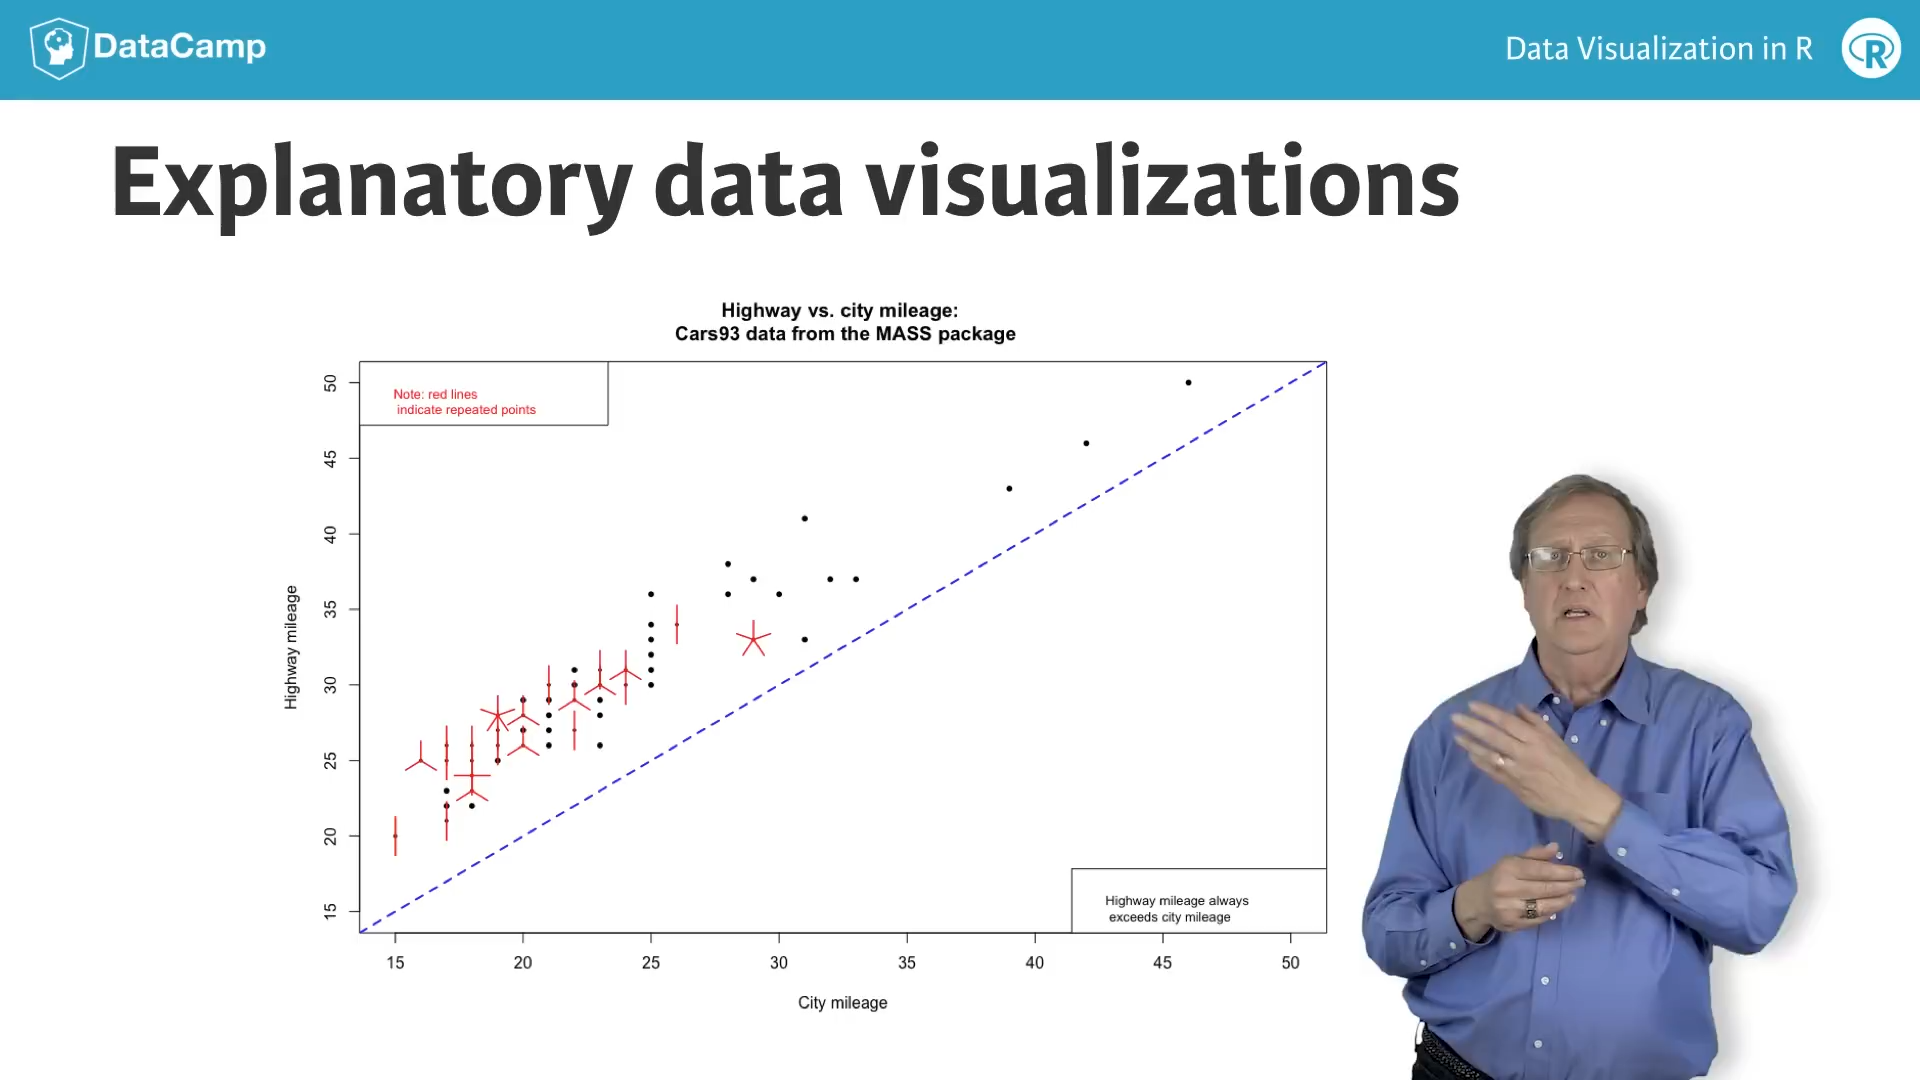 DataCamp
Data Visualization in R
R
Explanatory data visualizations
Highway vs. city mileage:
Cars93 data from the MASS package
Note: red lines
indicate repeated points
50
45
40
35
30
25
20
15
Highway mileage
Highway mileage always
exceeds city mileage
15 20 25 30 35 40 45 50
City mileage